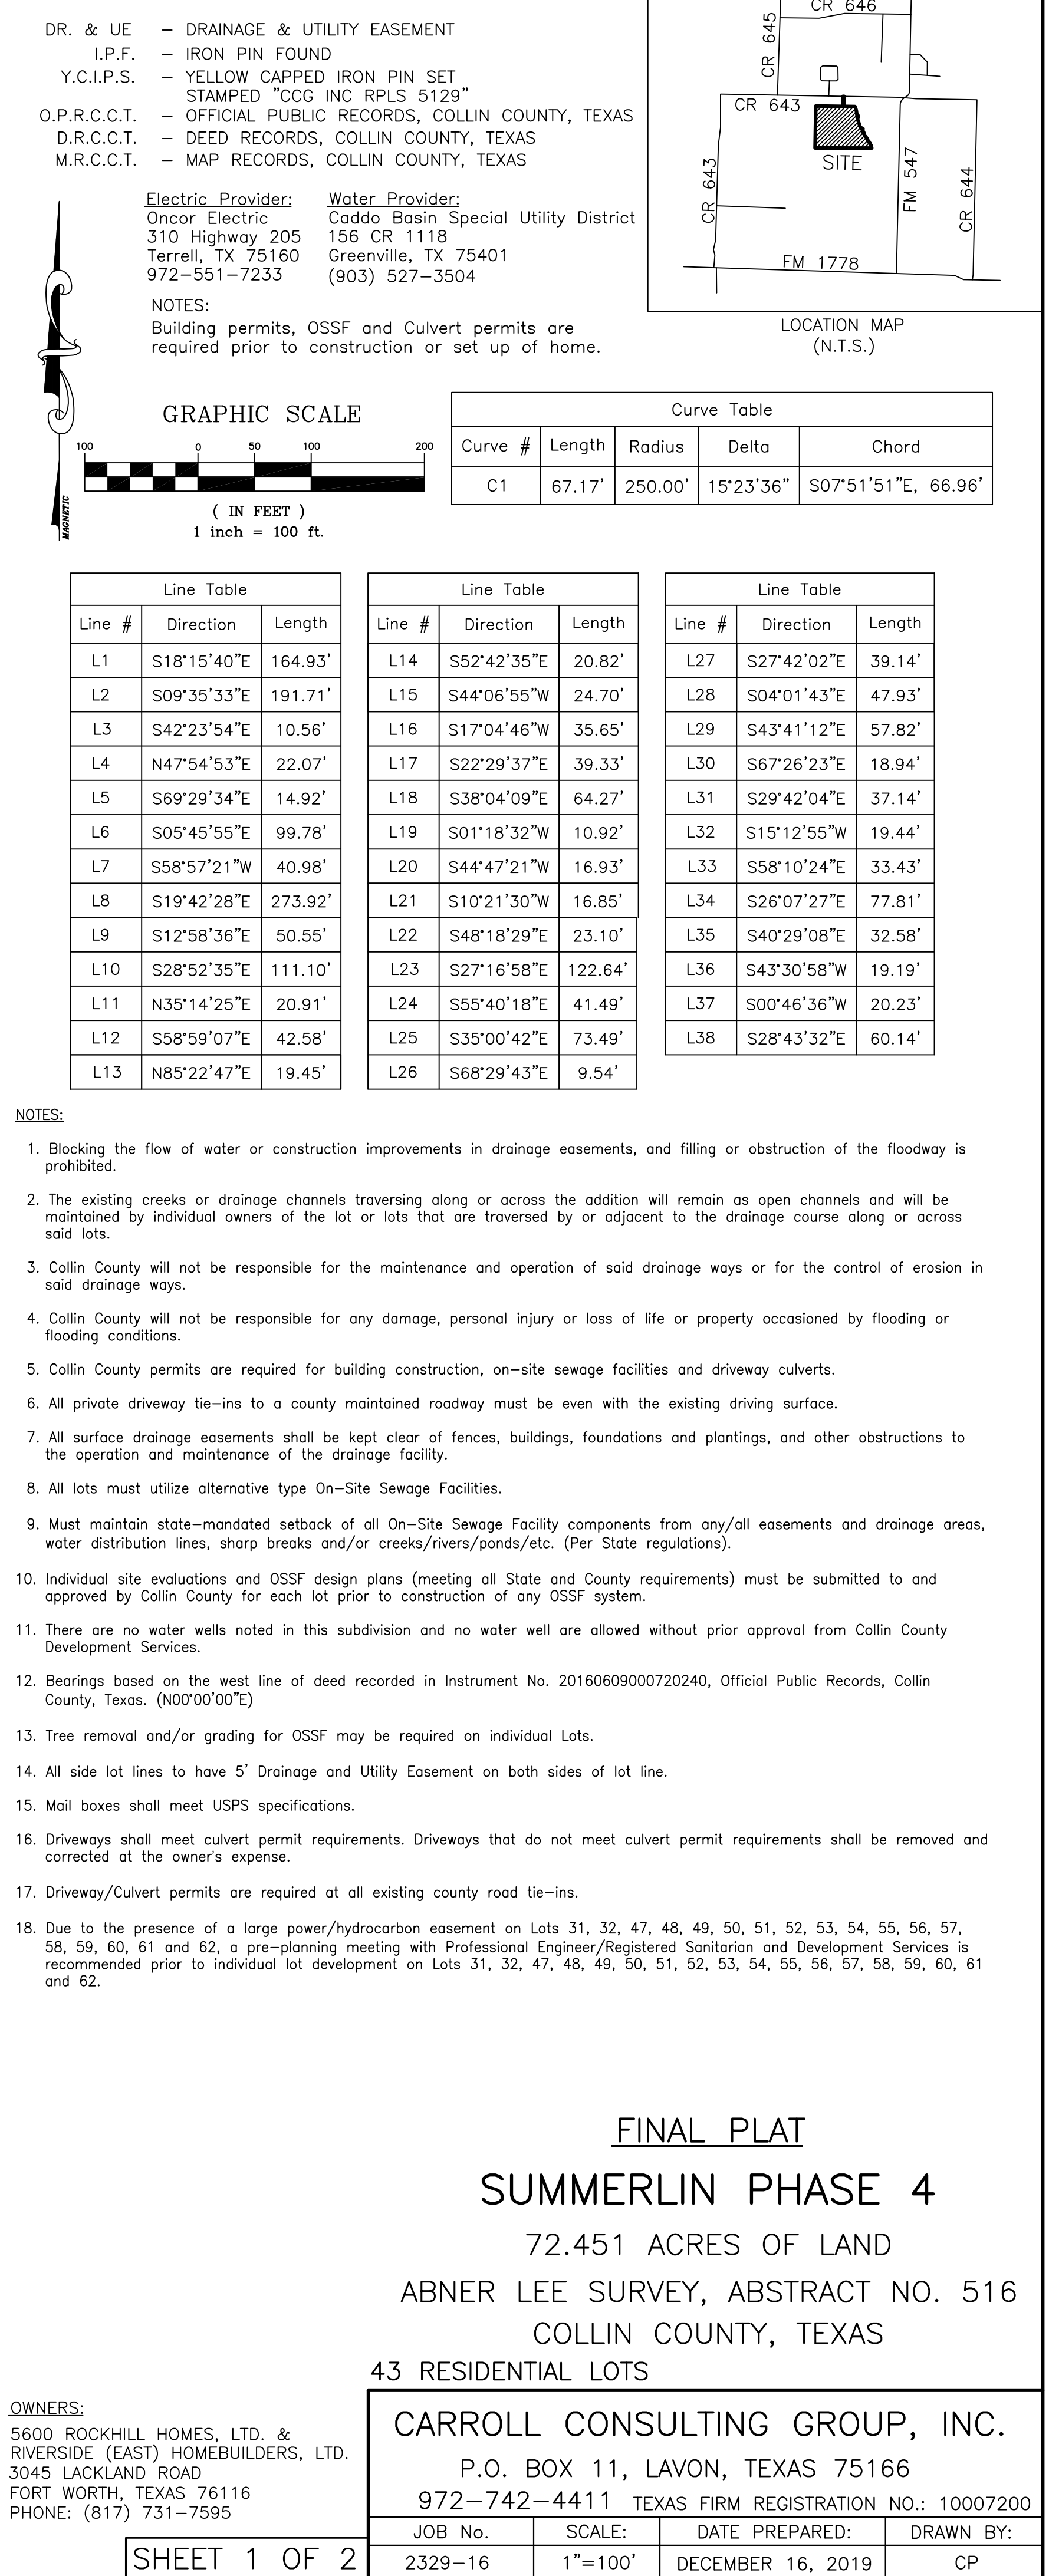 DR. & UE – DRAINAGE & UTILITY EASEMENT
I.P.F. – IRON PIN FOUND
Y.C.I.P.S. – YELLOW CAPPED IRON PIN SET
STAMPED "CCG INC RPLS 5129"
O.P.R.C.C.T. – OFFICIAL PUBLIC RECORDS, COLLIN COUNTY, TEXAS
D.R.C.C.T. – DEED RECORDS, COLLIN COUNTY, TEXAS
M.R.C.C.T. – MAP RECORDS, COLLIN COUNTY, TEXAS
CR 646
CR 645
CR 643
SITE
CR 643
FM 547
CR 644
FM 1778
LOCATION MAP
(N.T.S.)
Electric Provider:
Oncor Electric
310 Highway 205
Terrell, TX 75160
972–551–7233
Water Provider:
Caddo Basin Special Utility District
156 CR 1118
Greenville, TX 75401
(903) 527–3504
NOTES:
Building permits, OSSF and Culvert permits are
required prior to construction or set up of home.
MAGNETIC
GRAPHIC SCALE
100 0 50 100 200
( IN FEET )
1 inch = 100 ft.
Curve Table
Curve # Length Radius Delta Chord
C1 67.17' 250.00' 15°23'36" S07°51'51"E, 66.96'
Line Table
Line # Direction Length
L1 S18°15'40"E 164.93'
L2 S09°35'33"E 191.71'
L3 S42°23'54"E 10.56'
L4 N47°54'53"E 22.07'
L5 S69°29'34"E 14.92'
L6 S05°45'55"E 99.78'
L7 S58°57'21"W 40.98'
L8 S19°42'28"E 273.92'
L9 S12°58'36"E 50.55'
L10 S28°52'35"E 111.10'
L11 N35°14'25"E 20.91'
L12 S58°59'07"E 42.58'
L13 N85°22'47"E 19.45'
Line Table
Line # Direction Length
L14 S52°42'35"E 20.82'
L15 S44°06'55"W 24.70'
L16 S17°04'46"W 35.65'
L17 S22°29'37"E 39.33'
L18 S38°04'09"E 64.27'
L19 S01°18'32"W 10.92'
L20 S44°47'21"W 16.93'
L21 S10°21'30"W 16.85'
L22 S48°18'29"E 23.10'
L23 S27°16'58"E 122.64'
L24 S55°40'18"E 41.49'
L25 S35°00'42"E 73.49'
L26 S68°29'43"E 9.54'
Line Table
Line # Direction Length
L27 S27°42'02"E 39.14'
L28 S04°01'43"E 47.93'
L29 S43°41'12"E 57.82'
L30 S67°26'23"E 18.94'
L31 S29°42'04"E 37.14'
L32 S15°12'55"W 19.44'
L33 S58°10'24"E 33.43'
L34 S26°07'27"E 77.81'
L35 S40°29'08"E 32.58'
L36 S43°30'58"W 19.19'
L37 S00°46'36"W 20.23'
L38 S28°43'32"E 60.14'
NOTES:
1. Blocking the flow of water or construction improvements in drainage easements, and filling or obstruction of the floodway is
prohibited.
2. The existing creeks or drainage channels traversing along or across the addition will remain as open channels and will be
maintained by individual owners of the lot or lots that are traversed by or adjacent to the drainage course along or across
said lots.
3. Collin County will not be responsible for the maintenance and operation of said drainage ways or for the control of erosion in
said drainage ways.
4. Collin County will not be responsible for any damage, personal injury or loss of life or property occasioned by flooding or
flooding conditions.
5. Collin County permits are required for building construction, on–site sewage facilities and driveway culverts.
6. All private driveway tie–ins to a county maintained roadway must be even with the existing driving surface.
7. All surface drainage easements shall be kept clear of fences, buildings, foundations and plantings, and other obstructions to
the operation and maintenance of the drainage facility.
8. All lots must utilize alternative type On–Site Sewage Facilities.
9. Must maintain state–mandated setback of all On–Site Sewage Facility components from any/all easements and drainage areas,
water distribution lines, sharp breaks and/or creeks/rivers/ponds/etc. (Per State regulations).
10. Individual site evaluations and OSSF design plans (meeting all State and County requirements) must be submitted to and
approved by Collin County for each lot prior to construction of any OSSF system.
11. There are no water wells noted in this subdivision and no water well are allowed without prior approval from Collin County
Development Services.
12. Bearings based on the west line of deed recorded in Instrument No. 20160609000720240, Official Public Records, Collin
County, Texas. (N00°00'00"E)
13. Tree removal and/or grading for OSSF may be required on individual Lots.
14. All side lot lines to have 5' Drainage and Utility Easement on both sides of lot line.
15. Mail boxes shall meet USPS specifications.
16. Driveways shall meet culvert permit requirements. Driveways that do not meet culvert permit requirements shall be removed and
corrected at the owner's expense.
17. Driveway/Culvert permits are required at all existing county road tie–ins.
18. Due to the presence of a large power/hydrocarbon easement on Lots 31, 32, 47, 48, 49, 50, 51, 52, 53, 54, 55, 56, 57,
58, 59, 60, 61 and 62, a pre–planning meeting with Professional Engineer/Registered Sanitarian and Development Services is
recommended prior to individual lot development on Lots 31, 32, 47, 48, 49, 50, 51, 52, 53, 54, 55, 56, 57, 58, 59, 60, 61
and 62.
FINAL PLAT
SUMMERLIN PHASE 4
72.451 ACRES OF LAND
ABNER LEE SURVEY, ABSTRACT NO. 516
COLLIN COUNTY, TEXAS
43 RESIDENTIAL LOTS
OWNERS:
5600 ROCKHILL HOMES, LTD. &
RIVERSIDE (EAST) HOMEBUILDERS, LTD.
3045 LACKLAND ROAD
FORT WORTH, TEXAS 76116
PHONE: (817) 731–7595
SHEET 1 OF 2
CARROLL CONSULTING GROUP, INC.
P.O. BOX 11, LAVON, TEXAS 75166
972–742–4411 TEXAS FIRM REGISTRATION NO.: 10007200
JOB No. SCALE: DATE PREPARED: DRAWN BY:
2329–16 1"=100' DECEMBER 16, 2019 CP